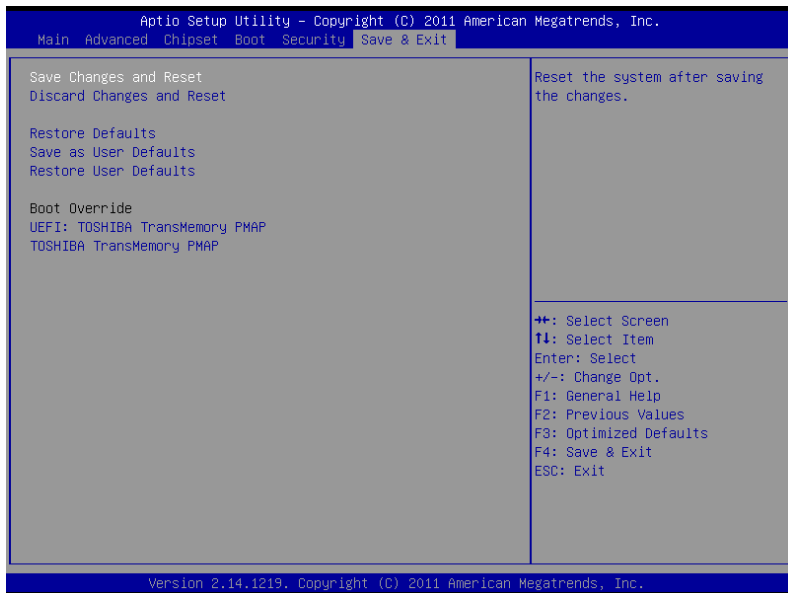 Aptio Setup Utility – Copyright (C) 2011 American Megatrends, Inc.
Main Advanced Chipset Boot Security Save & Exit
Save Changes and Reset
Discard Changes and Reset
Restore Defaults
Save as User Defaults
Restore User Defaults
Boot Override
UEFI: TOSHIBA TransMemory PMAP
TOSHIBA TransMemory PMAP
Reset the system after saving
the changes.
→←: Select Screen
↑↓: Select Item
Enter: Select
+/-: Change Opt.
F1: General Help
F2: Previous Values
F3: Optimized Defaults
F4: Save & Exit
ESC: Exit
Version 2.14.1219. Copyright (C) 2011 American Megatrends, Inc.